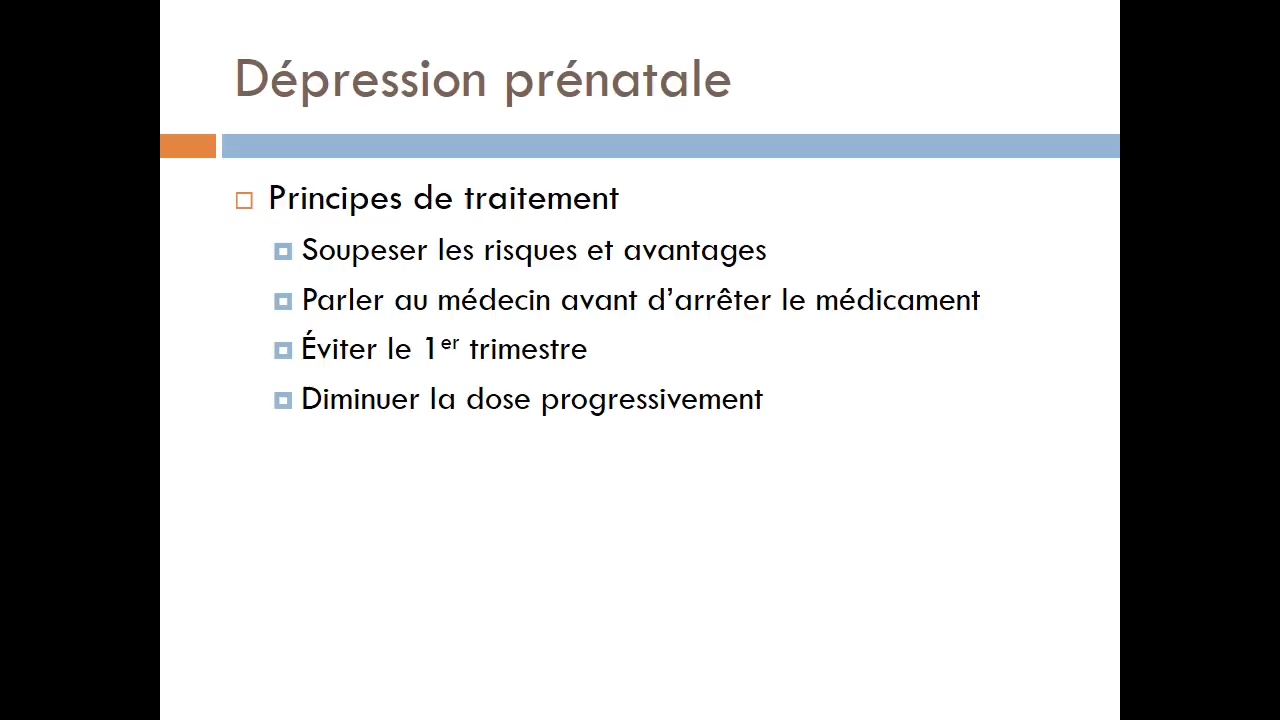 Dépression prénatale
Principes de traitement
Soupeser les risques et avantages
Parler au médecin avant d’arrêter le médicament
Éviter le 1er trimestre
Diminuer la dose progressivement